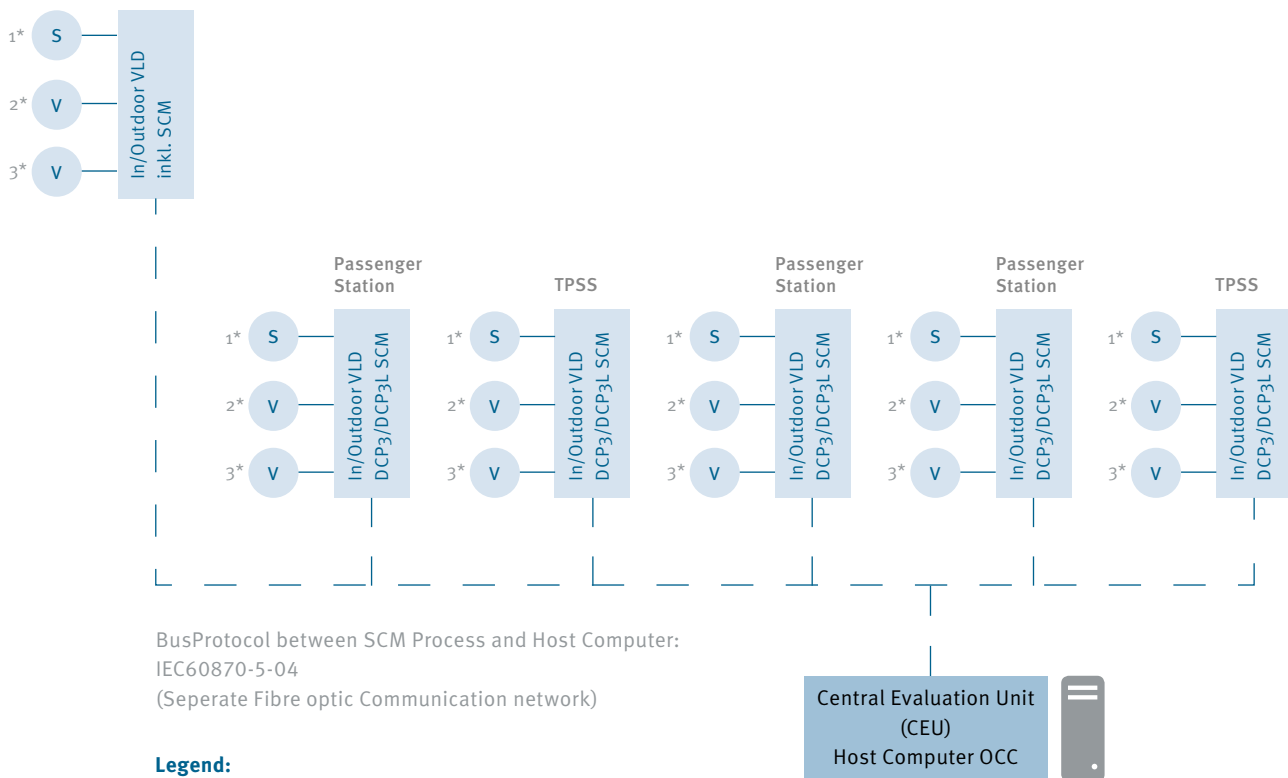 1* S
2* V
3* V
In/Outdoor VLD
inkl. SCM
Passenger
Station
1* S
2* V
3* V
In/Outdoor VLD
DCP3/DCP3L SCM
TPSS
1* S
2* V
3* V
In/Outdoor VLD
DCP3/DCP3L SCM
Passenger
Station
1* S
2* V
3* V
In/Outdoor VLD
DCP3/DCP3L SCM
Passenger
Station
1* S
2* V
3* V
In/Outdoor VLD
DCP3/DCP3L SCM
TPSS
1* S
2* V
3* V
In/Outdoor VLD
DCP3/DCP3L SCM
BusProtocol between SCM Process and Host Computer:
IEC60870-5-04
(Seperate Fibre optic Communication network)
Central Evaluation Unit
(CEU)
Host Computer OCC
Legend: